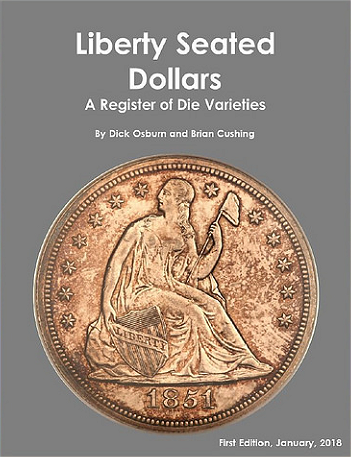 Liberty Seated
Dollars
A Register of Die Varieties
By Dick Osburn and Brian Cushing
LIBERTY
1851
First Edition, January, 2018